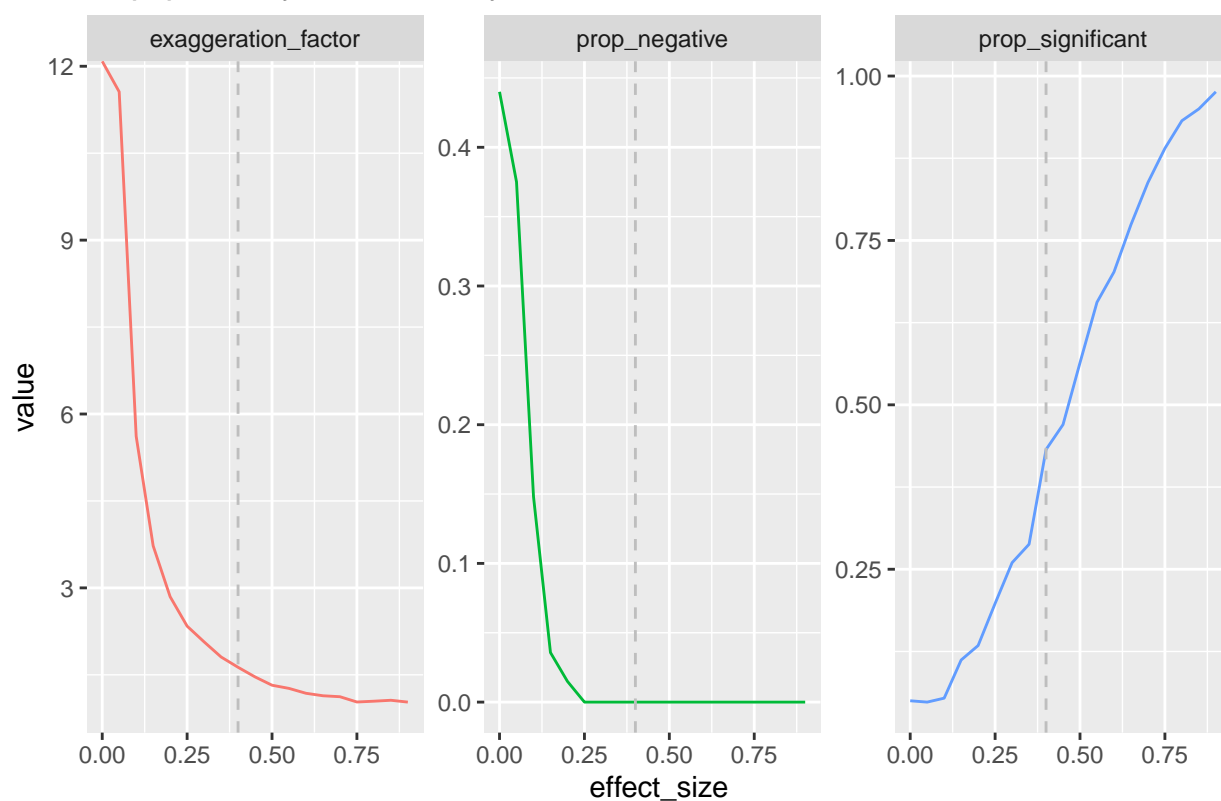 exaggeration_factor prop_negative prop_significant
12 9 6 3
0.4 0.3 0.2 0.1 0.0
1.00 0.75 0.50 0.25
value
0.00 0.25 0.50 0.75 0.00 0.25 0.50 0.75 0.00 0.25 0.50 0.75
effect_size